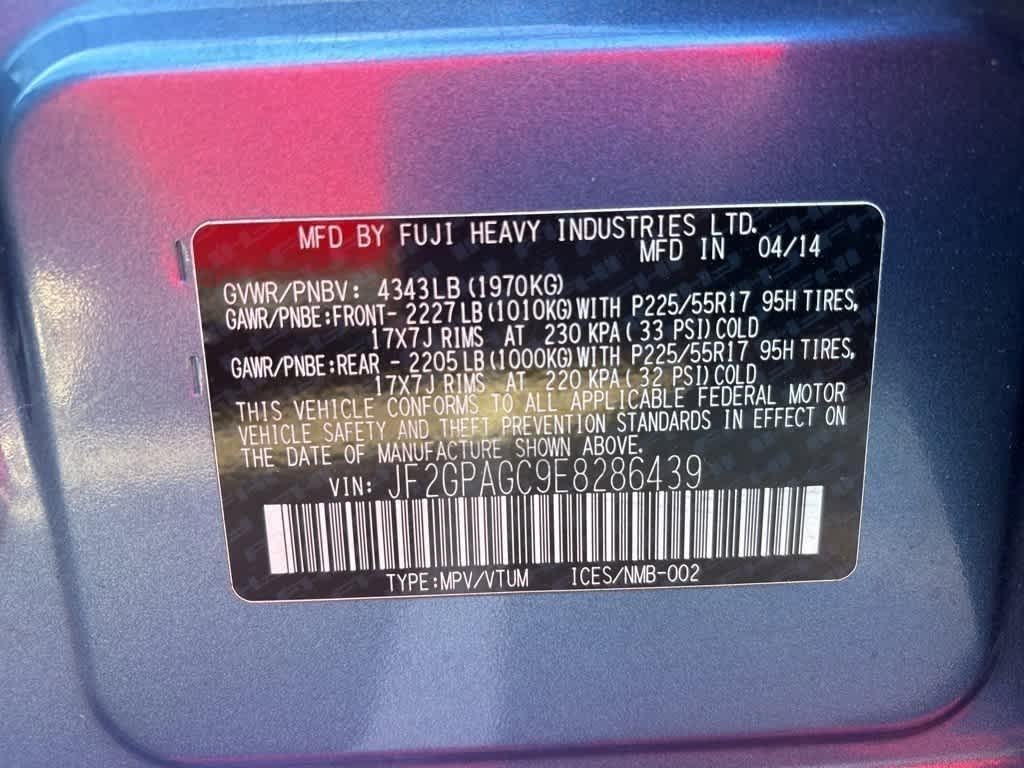 MFD BY FUJI HEAVY INDUSTRIES LTD.
MFD IN 04/14
GVWR/PNBV: 4343LB(1970KG)
GAWR/PNBE:FRONT- 2227LB(1010KG)WITH P225/55R17 95H TIRES,
17X7J RIMS AT 230 KPA( 33 PSI)COLD
GAWR/PNBE:REAR - 2205LB(1000KG)WITH P225/55R17 95H TIRES,
17X7J RIMS AT 220 KPA( 32 PSI)COLD
THIS VEHICLE CONFORMS TO ALL APPLICABLE FEDERAL MOTOR
VEHICLE SAFETY AND THEFT PREVENTION STANDARDS IN EFFECT ON
THE DATE OF MANUFACTURE SHOWN ABOVE.
VIN: JF2GPAGC9E8286439
TYPE:MPV/VTUM ICES/NMB-002